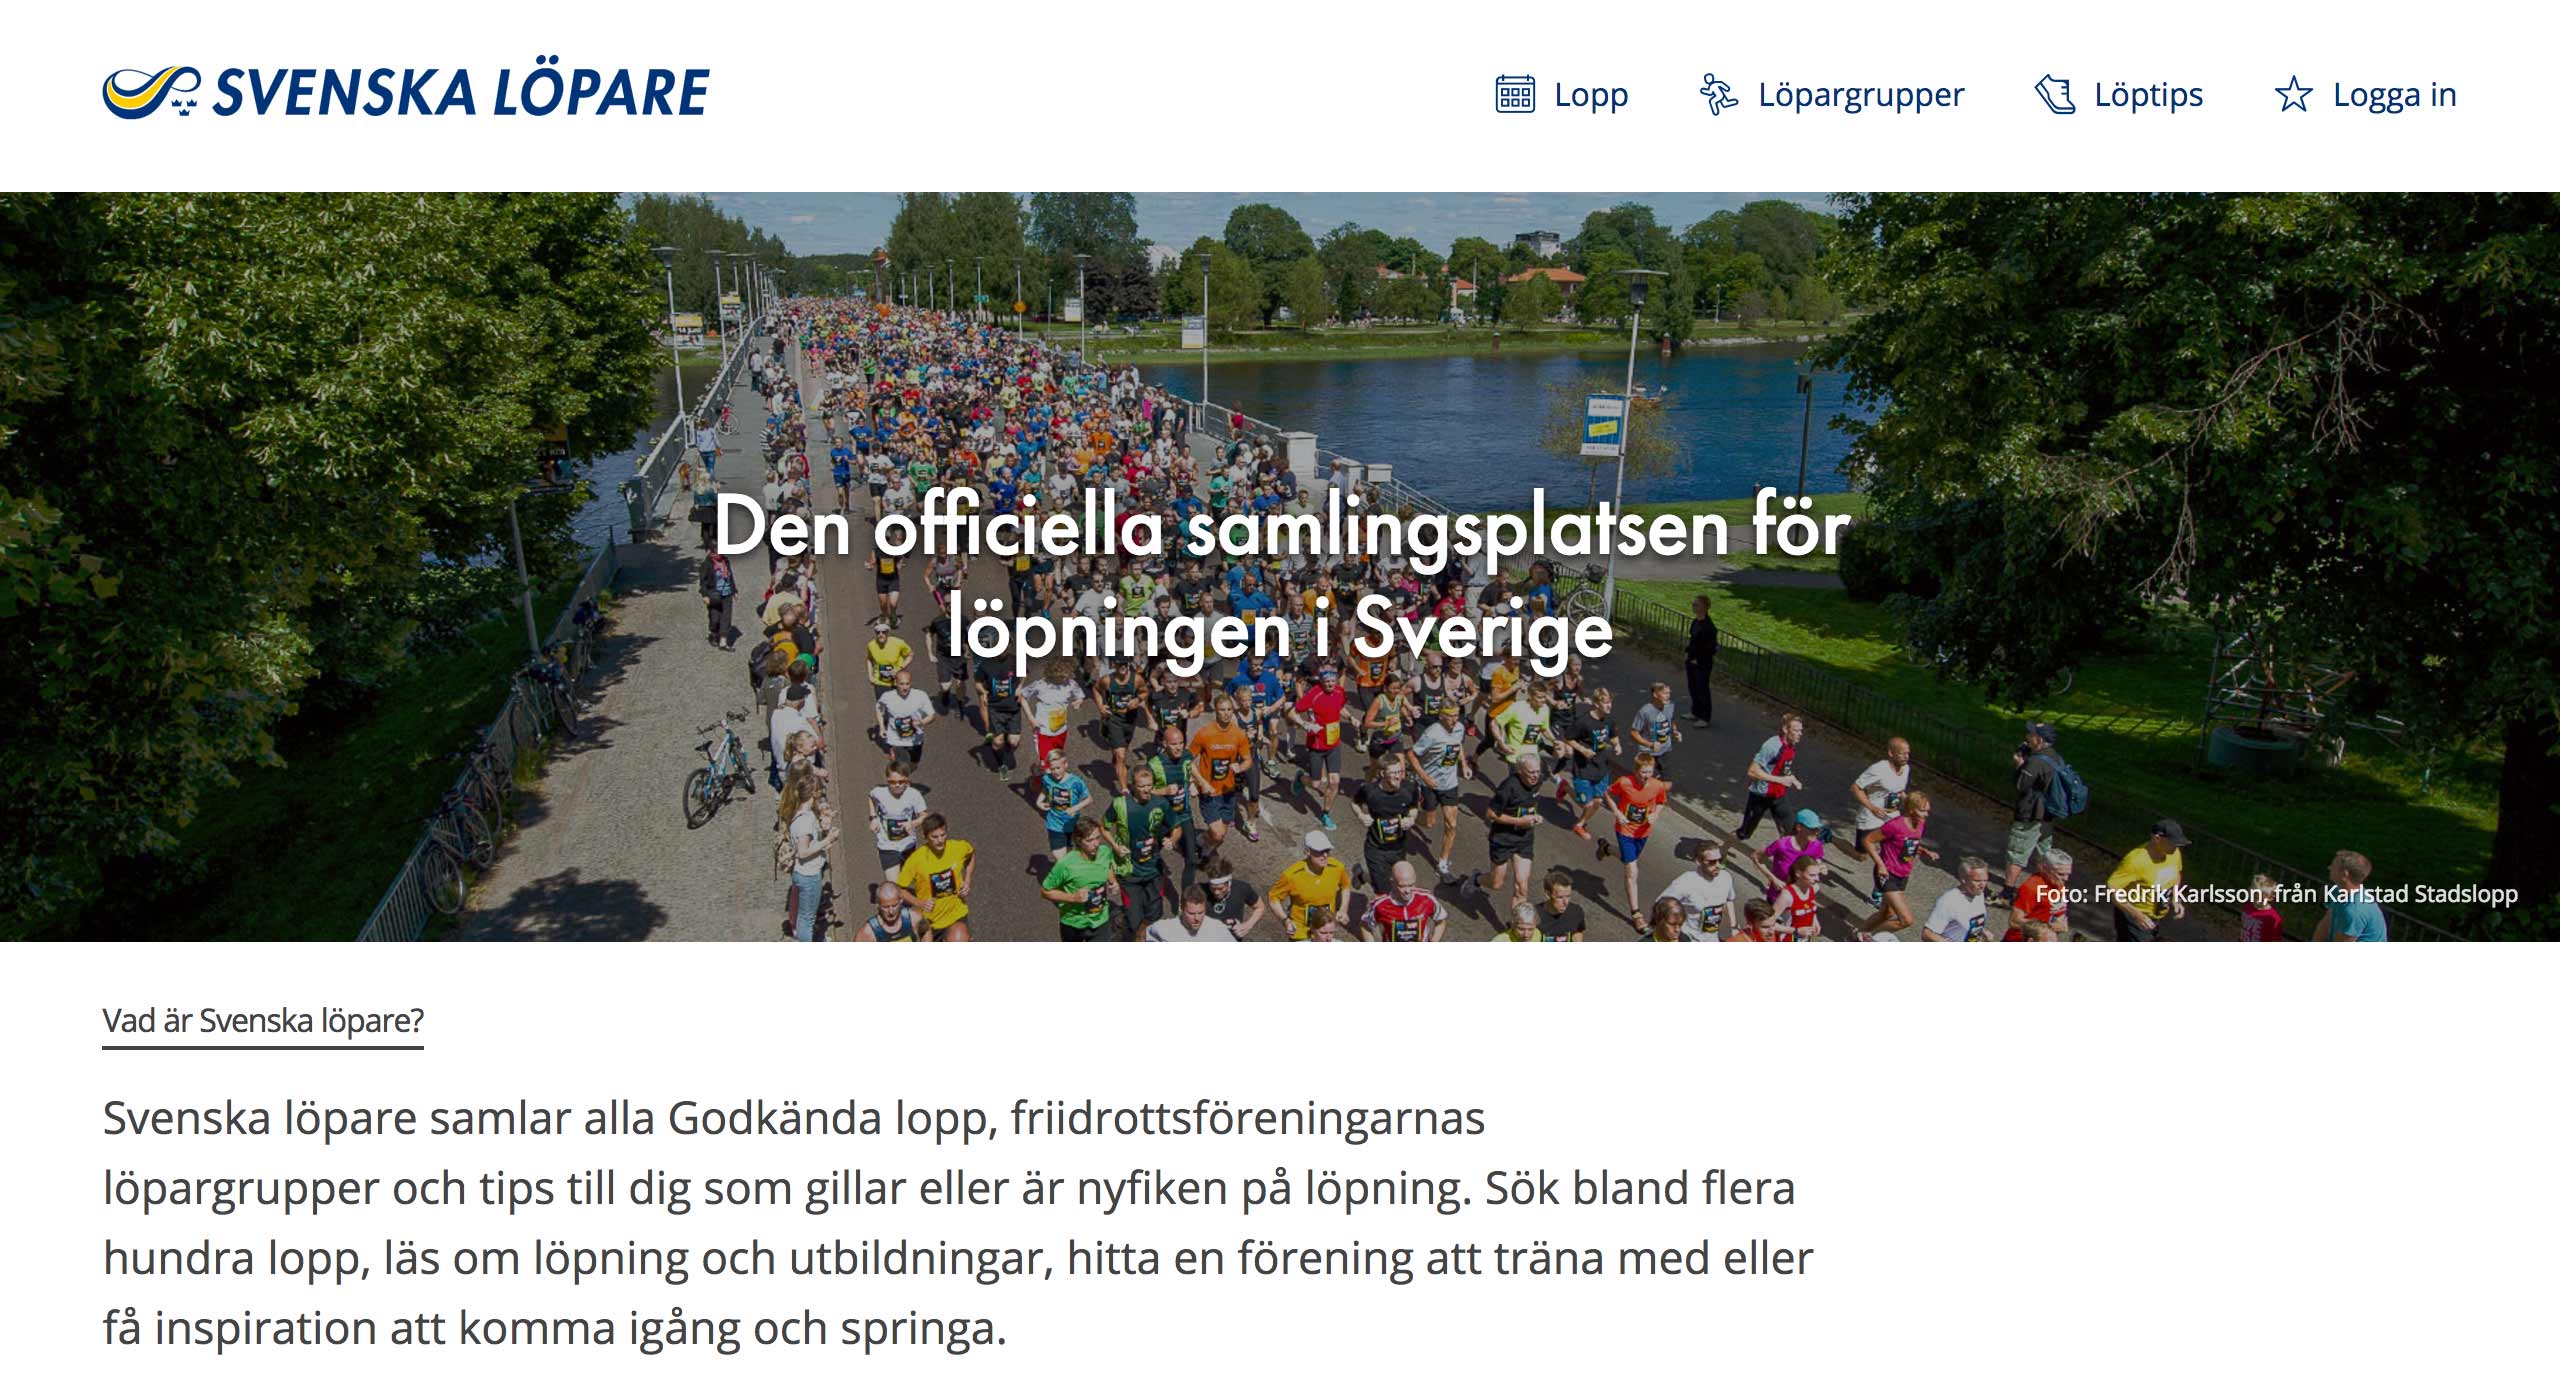 SVENSKA LÖPARE
Lopp
Löpargrupper
Löptips
Logga in
Den officiella samlingsplatsen för
löpningen i Sverige
Foto: Fredrik Karlsson, från Karlstad Stadslopp
Vad är Svenska löpare?
Svenska löpare samlar alla Godkända lopp, friidrottsföreningarnas
löpargrupper och tips till dig som gillar eller är nyfiken på löpning. Sök bland flera
hundra lopp, läs om löpning och utbildningar, hitta en förening att träna med eller
få inspiration att komma igång och springa.